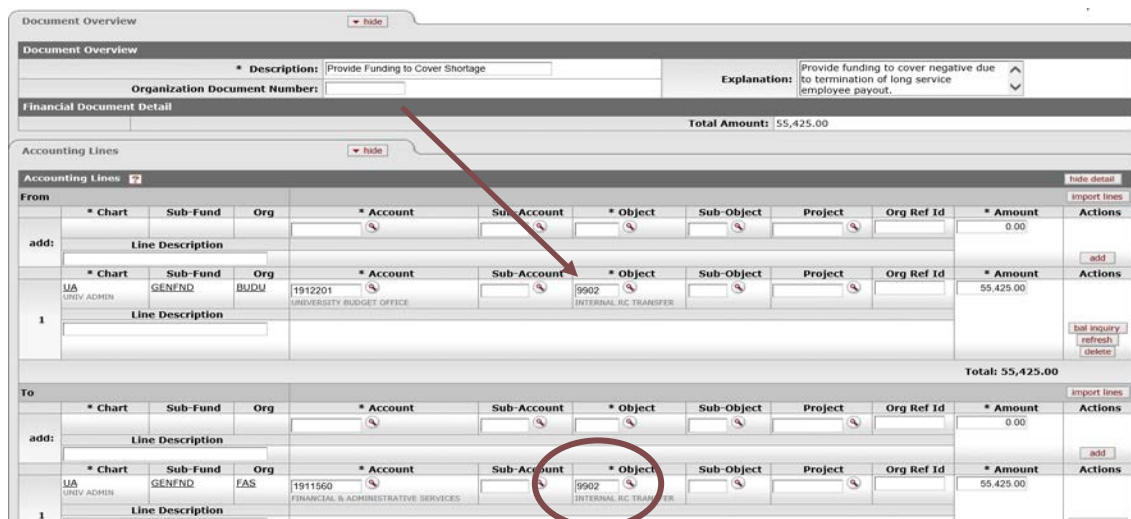 Document Overview hide
Document Overview
* Description: Provide Funding to Cover Shortage
Explanation: Provide funding to cover negative due
to termination of long service
employee payout.
Organization Document Number:
Financial Document Detail
Total Amount: 55,425.00
Accounting Lines hide
Accounting Lines ? hide detail
From import lines
* Chart Sub-Fund Org * Account Sub-Account * Object Sub-Object Project Org Ref Id * Amount Actions
add: 0.00
Line Description
add
* Chart Sub-Fund Org * Account Sub-Account * Object Sub-Object Project Org Ref Id * Amount Actions
1 UA GENFND BUDU 1912201 9902 55,425.00
UNIV ADMIN UNIVERSITY BUDGET OFFICE INTERNAL RC TRANSFER
Line Description
bal inquiry
refresh
delete
Total: 55,425.00
To import lines
* Chart Sub-Fund Org * Account Sub-Account * Object Sub-Object Project Org Ref Id * Amount Actions
add: 0.00
Line Description
add
* Chart Sub-Fund Org * Account Sub-Account * Object Sub-Object Project Org Ref Id * Amount Actions
1 UA GENFND FAS 1911560 9902 55,425.00
UNIV ADMIN FINANCIAL & ADMINISTRATIVE SERVICES INTERNAL RC TRANSFER
Line Description